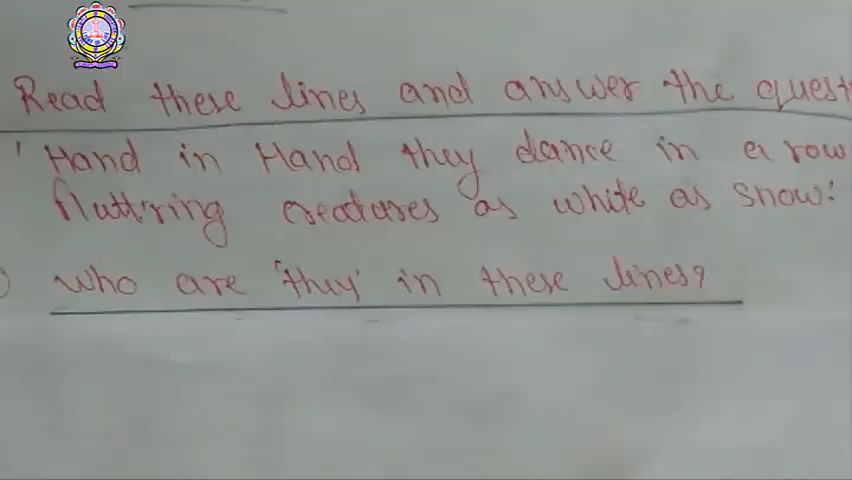 Read these lines and answer the quest
' Hand in Hand they dance in a row
fluttring creatures as white as snow!
) who are 'they' in these lines?